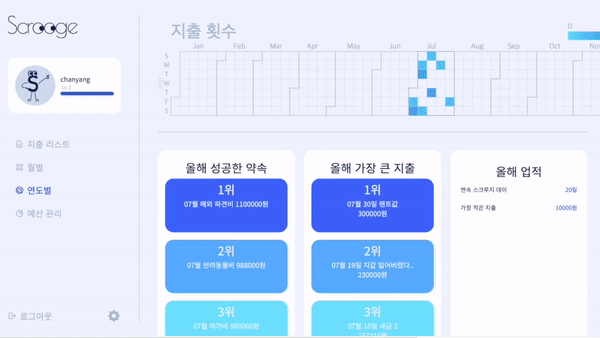 Scrooge
chanyang
Lv.1
지출 리스트
월별
연도별
예산 관리
로그아웃
지출 횟수
0
Jan Feb Mar Apr May Jun Jul Aug Sep Oct Nov
S
M
T
W
T
F
S
올해 성공한 약속
1위
07월 해외 파견비 1100000원
2위
07월 반려동물비 988000원
3위
07월 여가비 980000원
올해 가장 큰 지출
1위
07월 30일 렌트값
300000원
2위
07월 19일 지갑 잃어버렸다..
230000원
3위
07월 10일 세금 2
올해 업적
연속 스크루지 데이 20일
가장 적은 지출 10000원